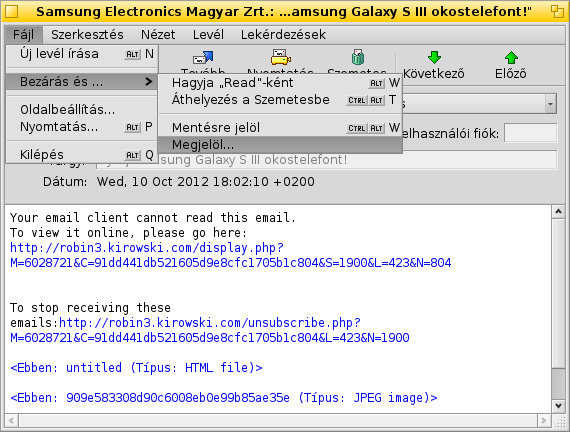 Samsung Electronics Magyar Zrt.: ...amsung Galaxy S III okostelefont!"
Fájl Szerkesztés Nézet Levél Lekérdezések
Új levél írása ALT N
Bezárás és ...
Oldalbeállítás...
Nyomtatás... ALT P
Kilépés ALT Q
Hagyja „Read"-ként ALT W
Áthelyezés a Szemetesbe CTRL ALT T
Mentésre jelöl CTRL ALT W
Megjelöl...
Tovább Nyomtatás Szemetes Következő Előző
s
elhasználói fiók:
msung Galaxy S III okostelefont!
Dátum: Wed, 10 Oct 2012 18:02:10 +0200
Your email client cannot read this email.
To view it online, please go here:
http://robin3.kirowski.com/display.php?
M=6028721&C=91dd441db521605d9e8cfc1705b1c804&S=1900&L=423&N=804
To stop receiving these
emails:http://robin3.kirowski.com/unsubscribe.php?
M=6028721&C=91dd441db521605d9e8cfc1705b1c804&L=423&N=1900
<Ebben: untitled (Típus: HTML file)>
<Ebben: 909e583308d90c6008eb0e99b85ae35e (Típus: JPEG image)>